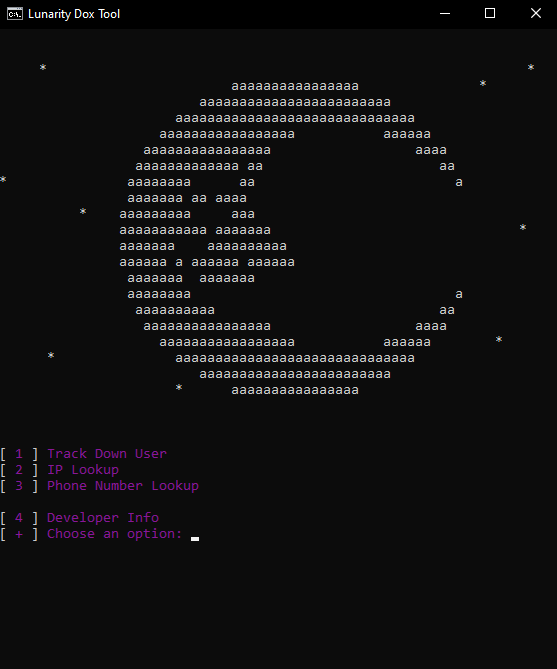 Lunarity Dox Tool
* *
aaaaaaaaaaaaaaaa *
aaaaaaaaaaaaaaaaaaaaaaaa
aaaaaaaaaaaaaaaaaaaaaaaaaaaaaa
aaaaaaaaaaaaaaaaa aaaaaa
aaaaaaaaaaaaaaaa aaaa
aaaaaaaaaaaaa aa aa
* aaaaaaaa aa a
aaaaaaa aa aaaa
* aaaaaaaaa aaa
aaaaaaaaaaa aaaaaaa *
aaaaaaa aaaaaaaaaa
aaaaaa a aaaaaa aaaaaa
aaaaaaa aaaaaaa
aaaaaaaa a
aaaaaaaaaa aa
aaaaaaaaaaaaaaaa aaaa
aaaaaaaaaaaaaaaaa aaaaaa *
* aaaaaaaaaaaaaaaaaaaaaaaaaaaaaa
aaaaaaaaaaaaaaaaaaaaaaaa
* aaaaaaaaaaaaaaaa
[ 1 ] Track Down User
[ 2 ] IP Lookup
[ 3 ] Phone Number Lookup
[ 4 ] Developer Info
[ + ] Choose an option: